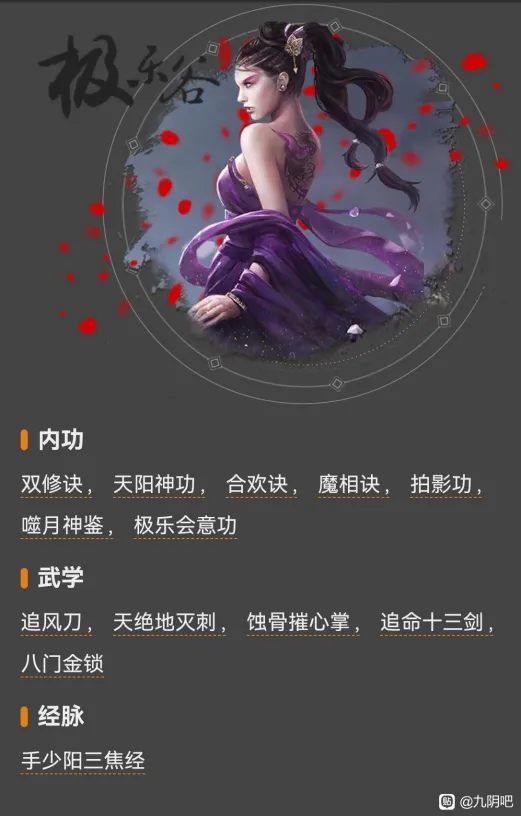 极乐谷
内功
双修诀， 天阳神功， 合欢诀， 魔相诀， 拍影功，
噬月神鉴， 极乐会意功
武学
追风刀， 天绝地灭刺， 蚀骨摧心掌， 追命十三剑，
八门金锁
经脉
手少阳三焦经
贴 @九阴吧